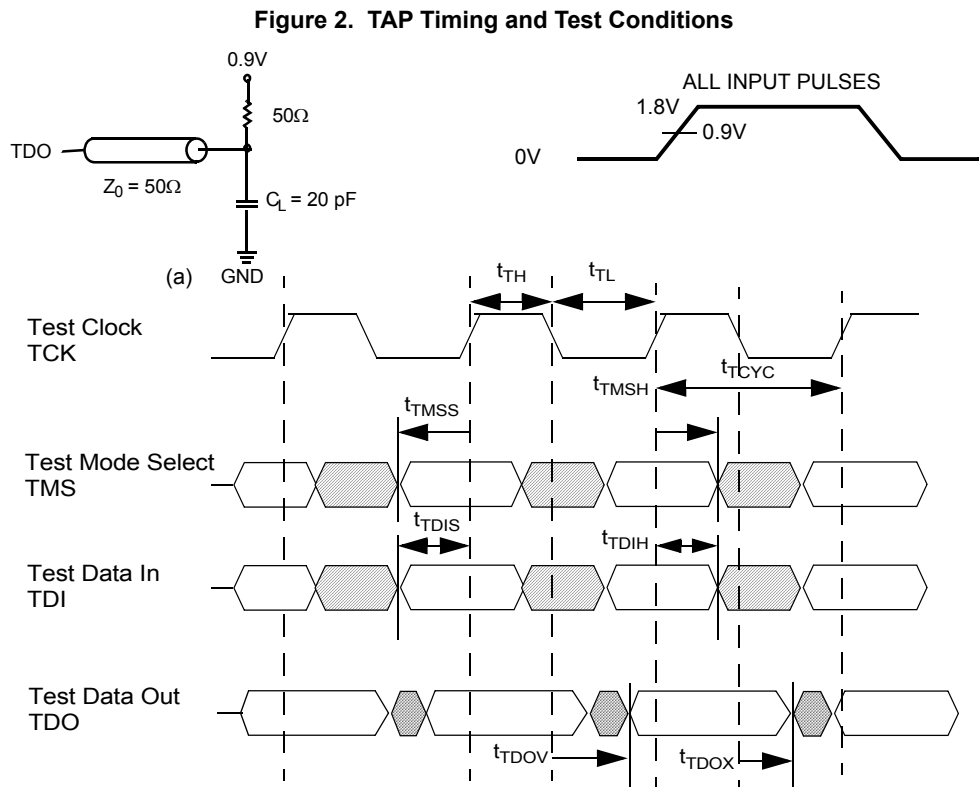 Figure 2. TAP Timing and Test Conditions
0.9V
50Ω
TDO
Z0 = 50Ω
CL = 20 pF
(a)
GND
ALL INPUT PULSES
1.8V
0.9V
0V
tTH
tTL
Test Clock
TCK
tTMSH
tTCYC
tTMSS
Test Mode Select
TMS
tTDIS
tTDIH
Test Data In
TDI
Test Data Out
TDO
tTDOV
tTDOX